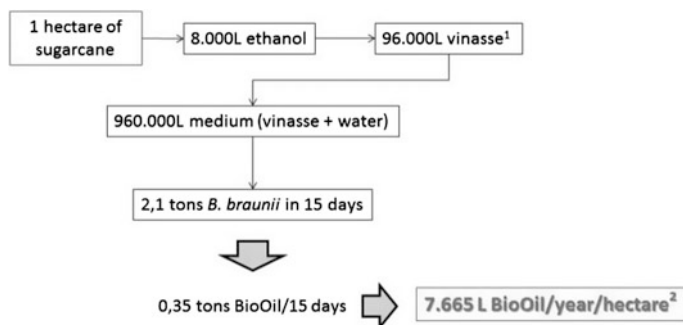 1 hectare of
sugarcane
8.000L ethanol
96.000L vinasse¹
960.000L medium (vinasse + water)
2,1 tons B. braunii in 15 days
0,35 tons BioOil/15 days
7.665 L BioOil/year/hectare²